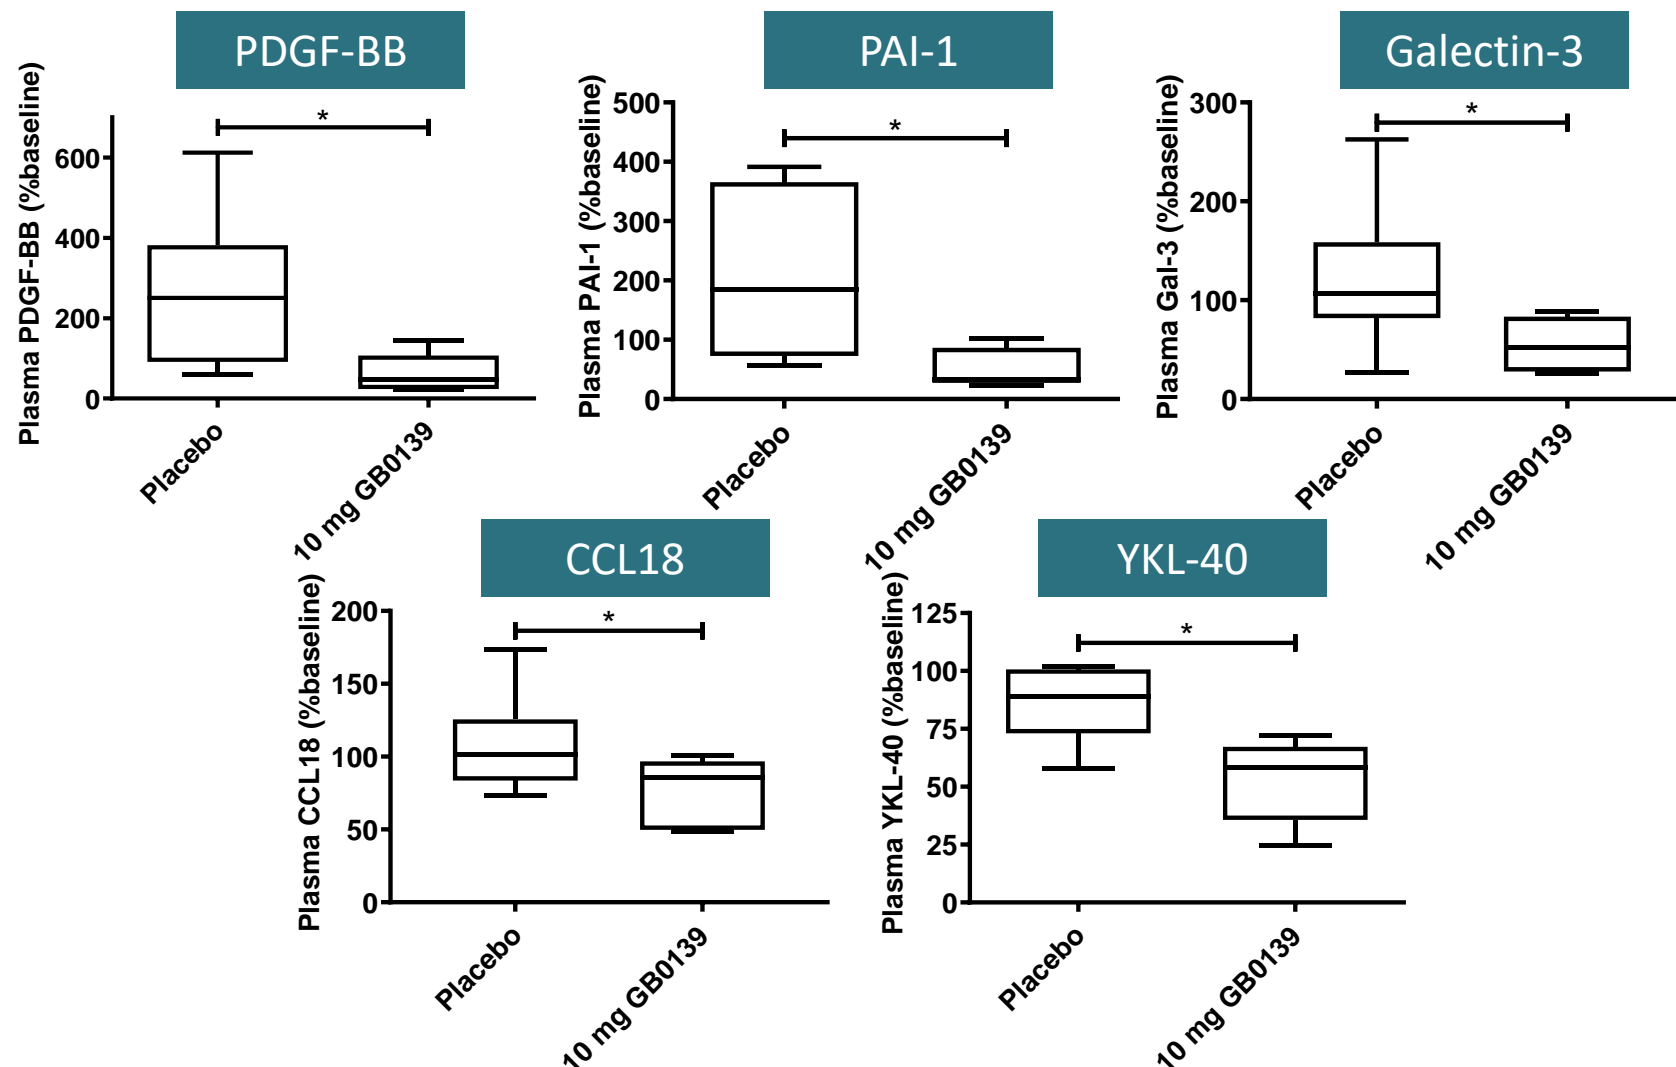 PDGF-BB
Plasma PDGF-BB (%baseline)
600
400
200
0
*
Placebo
10 mg GB0139
PAI-1
Plasma PAI-1 (%baseline)
500
400
300
200
100
0
*
Placebo
10 mg GB0139
Galectin-3
Plasma Gal-3 (%baseline)
300
200
100
0
*
Placebo
10 mg GB0139
CCL18
Plasma CCL18 (%baseline)
200
150
100
50
0
*
Placebo
10 mg GB0139
YKL-40
Plasma YKL-40 (%baseline)
125
100
75
50
25
0
*
Placebo
10 mg GB0139